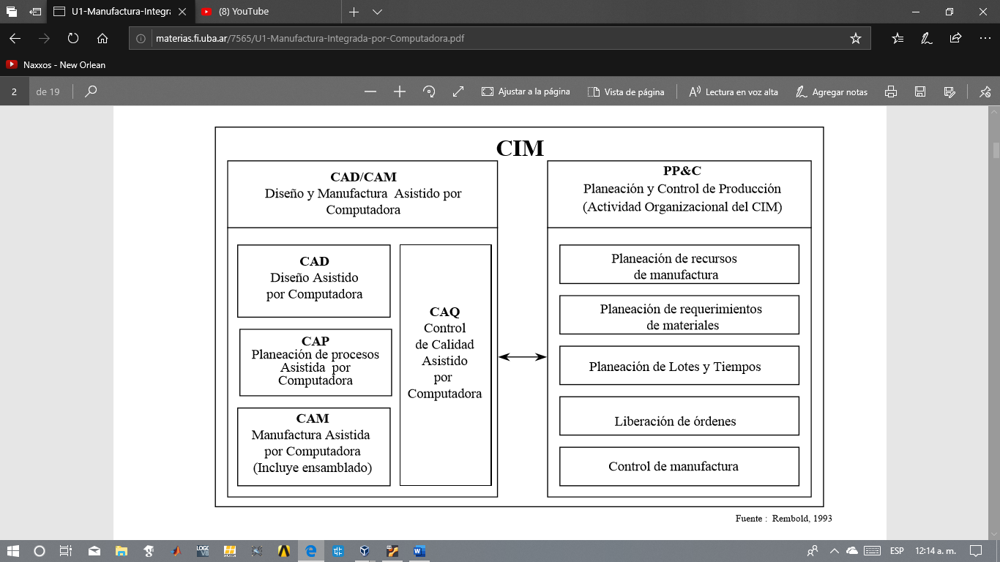 U1-Manufactura-Integra
(8) YouTube
materias.fi.uba.ar/7565/U1-Manufactura-Integrada-por-Computadora.pdf
Naxxos - New Orlean
2 de 19
Ajustar a la página
Vista de página
Lectura en voz alta
Agregar notas
CIM
CAD/CAM
Diseño y Manufactura Asistido por
Computadora
CAD
Diseño Asistido
por Computadora
CAP
Planeación de procesos
Asistida por
Computadora
CAM
Manufactura Asistida
por Computadora
(Incluye ensamblado)
CAQ
Control
de Calidad
Asistido
por
Computadora
PP&C
Planeación y Control de Producción
(Actividad Organizacional del CIM)
Planeación de recursos
de manufactura
Planeación de requerimientos
de materiales
Planeación de Lotes y Tiempos
Liberación de órdenes
Control de manufactura
Fuente : Rembold, 1993
ESP
12:14 a. m.